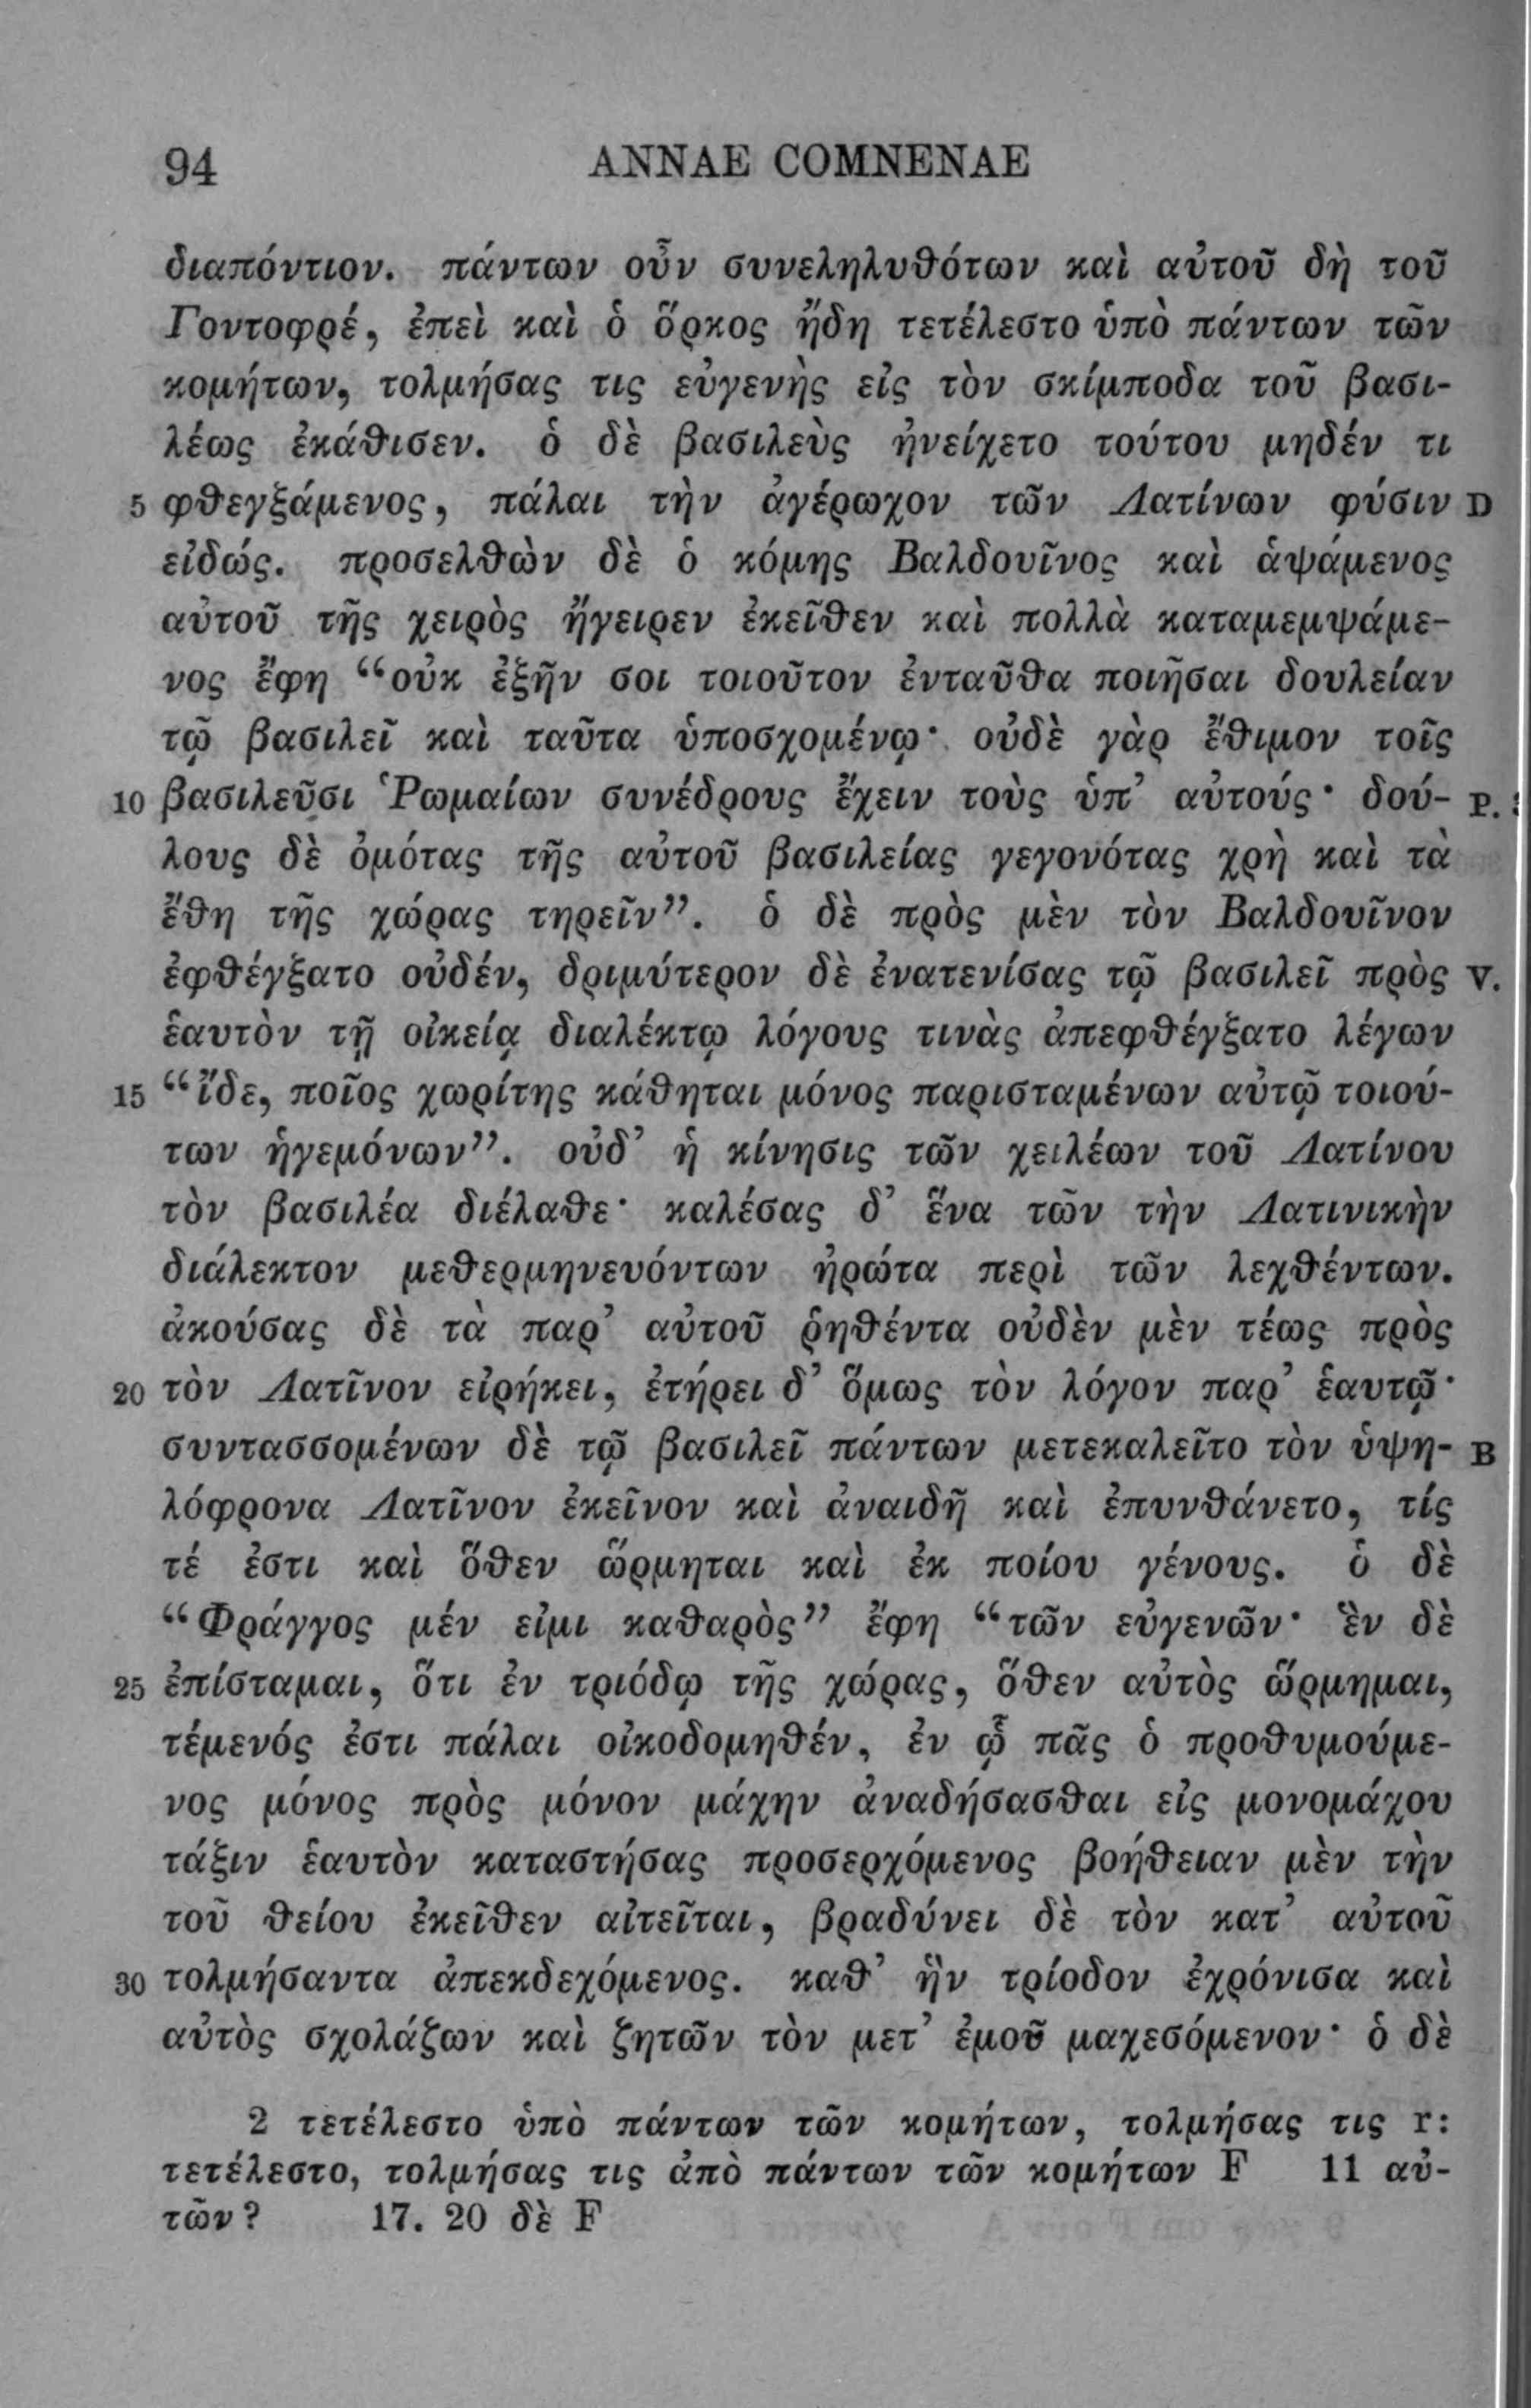 94 ANNAE COMNENAE
διαπόντιον. πάντων οὖν συνεληλυθότων καὶ αὐτοῦ δὴ τοῦ
Γοντοφρέ, ἐπεὶ καὶ ὁ ὅρκος ἤδη τετέλεστο ὑπὸ πάντων τῶν
κομήτων, τολμήσας τις εὐγενὴς εἰς τὸν σκίμποδα τοῦ βασι-
λέως ἐκάθισεν. ὁ δὲ βασιλεὺς ἠνείχετο τούτου μηδέν τι
5 φθεγξάμενος, πάλαι τὴν ἀγέρωχον τῶν Λατίνων φύσιν D
εἰδώς. προσελθὼν δὲ ὁ κόμης Βαλδουῖνος καὶ ἁψάμενος
αὐτοῦ τῆς χειρὸς ἤγειρεν ἐκεῖθεν καὶ πολλὰ καταμεμψάμε-
νος ἔφη “οὐκ ἐξῆν σοι τοιοῦτον ἐνταῦθα ποιῆσαι δουλείαν
τῷ βασιλεῖ καὶ ταῦτα ὑποσχομένῳ· οὐδὲ γὰρ ἔθιμον τοῖς
10 βασιλεῦσι Ῥωμαίων συνέδρους ἔχειν τοὺς ὑπ’ αὐτούς· δού- P.
λους δὲ ὀμότας τῆς αὐτοῦ βασιλείας γεγονότας χρὴ καὶ τὰ
ἔθη τῆς χώρας τηρεῖν”. ὁ δὲ πρὸς μὲν τὸν Βαλδουῖνον
ἐφθέγξατο οὐδέν, δριμύτερον δὲ ἐνατενίσας τῷ βασιλεῖ πρὸς V.
ἑαυτὸν τῇ οἰκείᾳ διαλέκτῳ λόγους τινὰς ἀπεφθέγξατο λέγων
15 “ἴδε, ποῖος χωρίτης κάθηται μόνος παρισταμένων αὐτῷ τοιού-
των ἡγεμόνων”. οὐδ’ ἡ κίνησις τῶν χειλέων τοῦ Λατίνου
τὸν βασιλέα διέλαθε· καλέσας δ’ ἕνα τῶν τὴν Λατινικὴν
διάλεκτον μεθερμηνευόντων ἠρώτα περὶ τῶν λεχθέντων.
ἀκούσας δὲ τὰ παρ’ αὐτοῦ ῥηθέντα οὐδὲν μὲν τέως πρὸς
20 τὸν Λατῖνον εἰρήκει, ἐτήρει δ’ ὅμως τὸν λόγον παρ’ ἑαυτῷ·
συντασσομένων δὲ τῷ βασιλεῖ πάντων μετεκαλεῖτο τὸν ὑψη- B
λόφρονα Λατῖνον ἐκεῖνον καὶ ἀναιδῆ καὶ ἐπυνθάνετο, τίς
τέ ἐστι καὶ ὅθεν ὥρμηται καὶ ἐκ ποίου γένους. ὁ δὲ
“Φράγγος μέν εἰμι καθαρὸς” ἔφη “τῶν εὐγενῶν· ἓν δὲ
25 ἐπίσταμαι, ὅτι ἐν τριόδῳ τῆς χώρας, ὅθεν αὐτὸς ὥρμημαι,
τέμενός ἐστι πάλαι οἰκοδομηθέν, ἐν ᾧ πᾶς ὁ προθυμούμε-
νος μόνος πρὸς μόνον μάχην ἀναδήσασθαι εἰς μονομάχου
τάξιν ἑαυτὸν καταστήσας προσερχόμενος βοήθειαν μὲν τὴν
τοῦ θείου ἐκεῖθεν αἰτεῖται, βραδύνει δὲ τὸν κατ’ αὐτοῦ
30 τολμήσαντα ἀπεκδεχόμενος. καθ’ ἣν τρίοδον ἐχρόνισα καὶ
αὐτὸς σχολάζων καὶ ζητῶν τὸν μετ’ ἐμοῦ μαχεσόμενον· ὁ δὲ
2 τετέλεστο ὑπὸ πάντων τῶν κομήτων, τολμήσας τις r:
τετέλεστο, τολμήσας τις ἀπὸ πάντων τῶν κομήτων F 11 αὐ-
τῶν? 17. 20 δὲ F